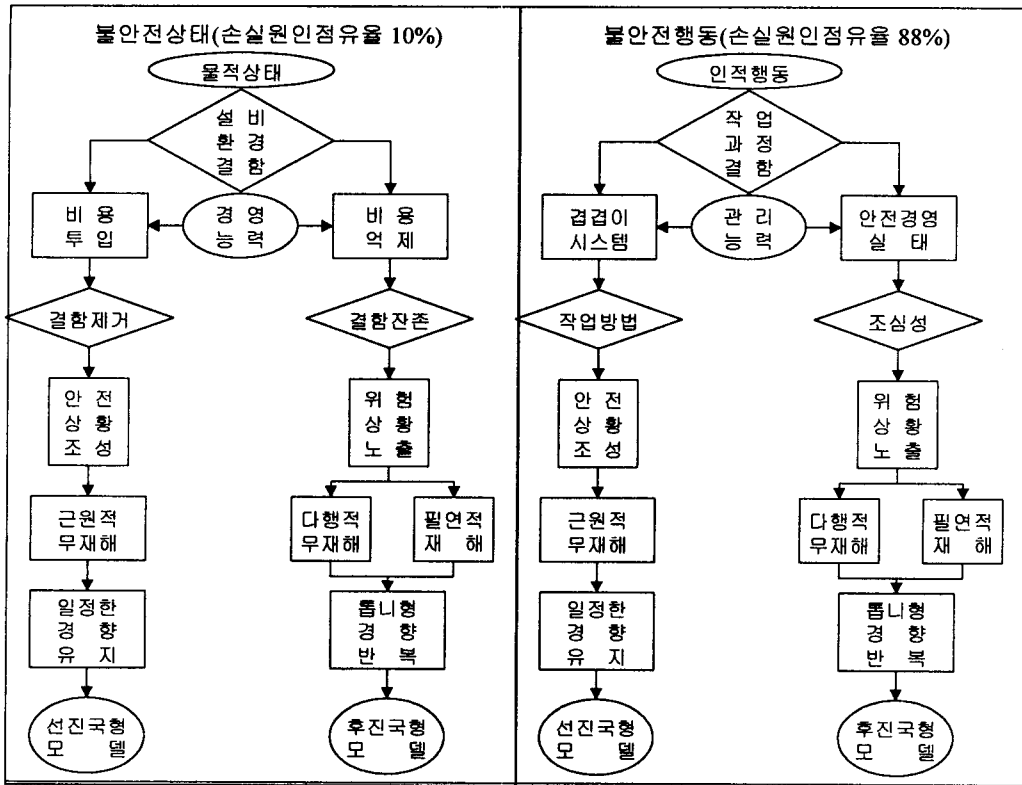 불안전상태(손실원인점유율 10%)
물적상태
설 비
환 경
결 함
비 용
투 입
경 영
능 력
비 용
억 제
결함제거
결함잔존
안 전
상 황
조 성
위 험
상 황
노 출
근원적
무재해
다행적
무재해
필연적
재 해
일정한
경 향
유 지
톱니형
경 향
반 복
선진국형
모 델
후진국형
모 델
불안전행동(손실원인점유율 88%)
인적행동
작 업
과 정
결 함
겹겹이
시스템
관 리
능 력
안전경영
실 태
작업방법
조심성
안 전
상 황
조 성
위 험
상 황
노 출
근원적
무재해
다행적
무재해
필연적
재 해
일정한
경 향
유 지
톱니형
경 향
반 복
선진국형
모 델
후진국형
모 델